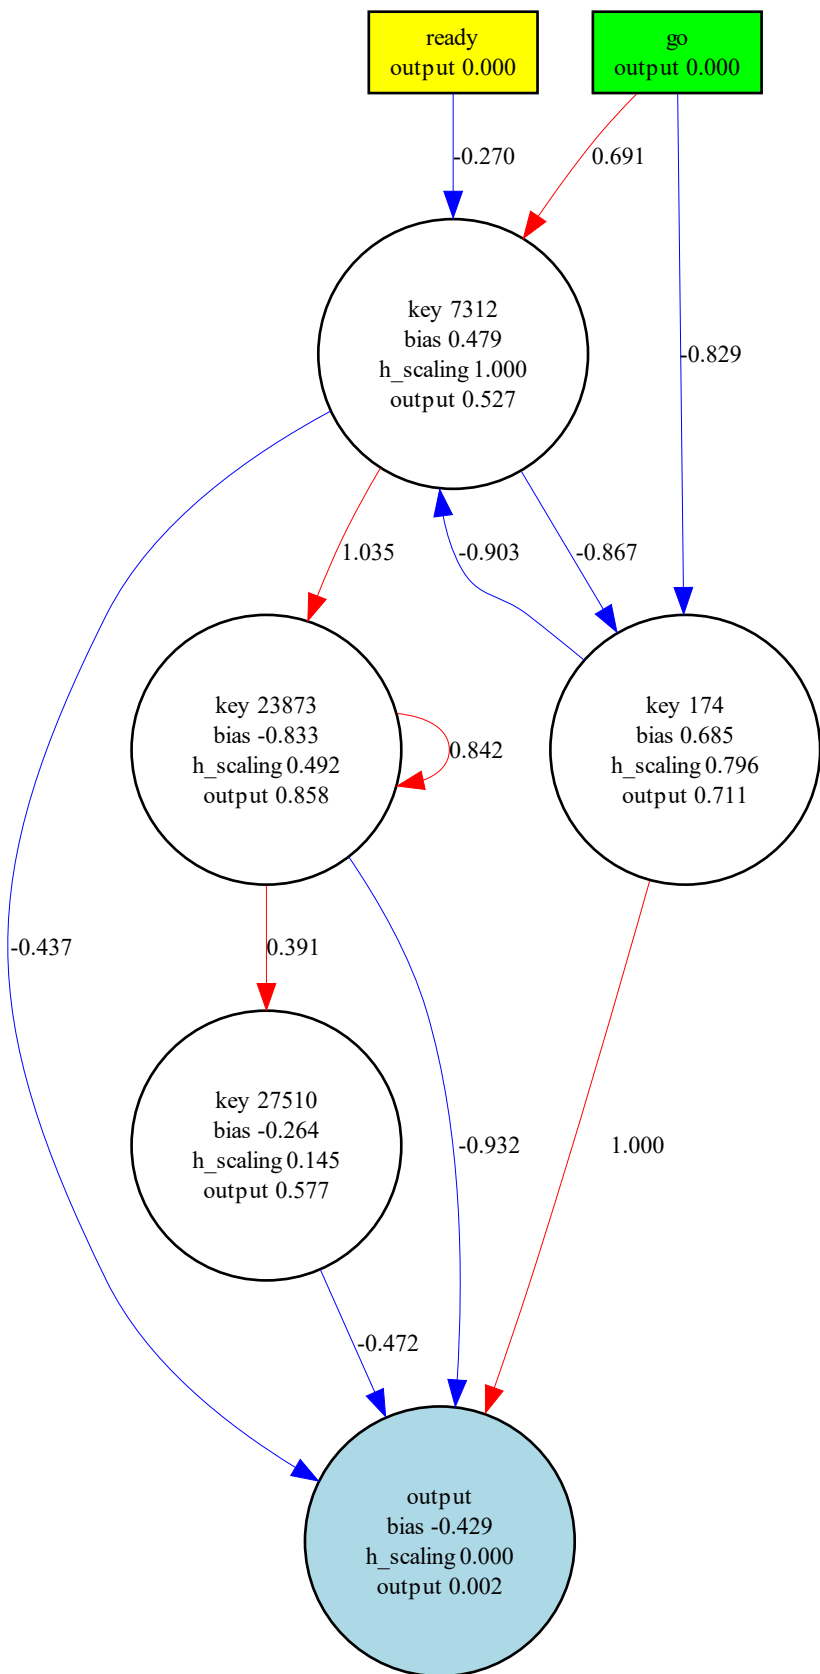 ready
output 0.000
go
output 0.000
-0.270
0.691
key 7312
bias 0.479
h_scaling 1.000
output 0.527
-0.829
1.035
-0.903
-0.867
key 23873
bias -0.833
h_scaling 0.492
output 0.858
0.842
key 174
bias 0.685
h_scaling 0.796
output 0.711
-0.437
0.391
key 27510
bias -0.264
h_scaling 0.145
output 0.577
-0.932
1.000
-0.472
output
bias -0.429
h_scaling 0.000
output 0.002